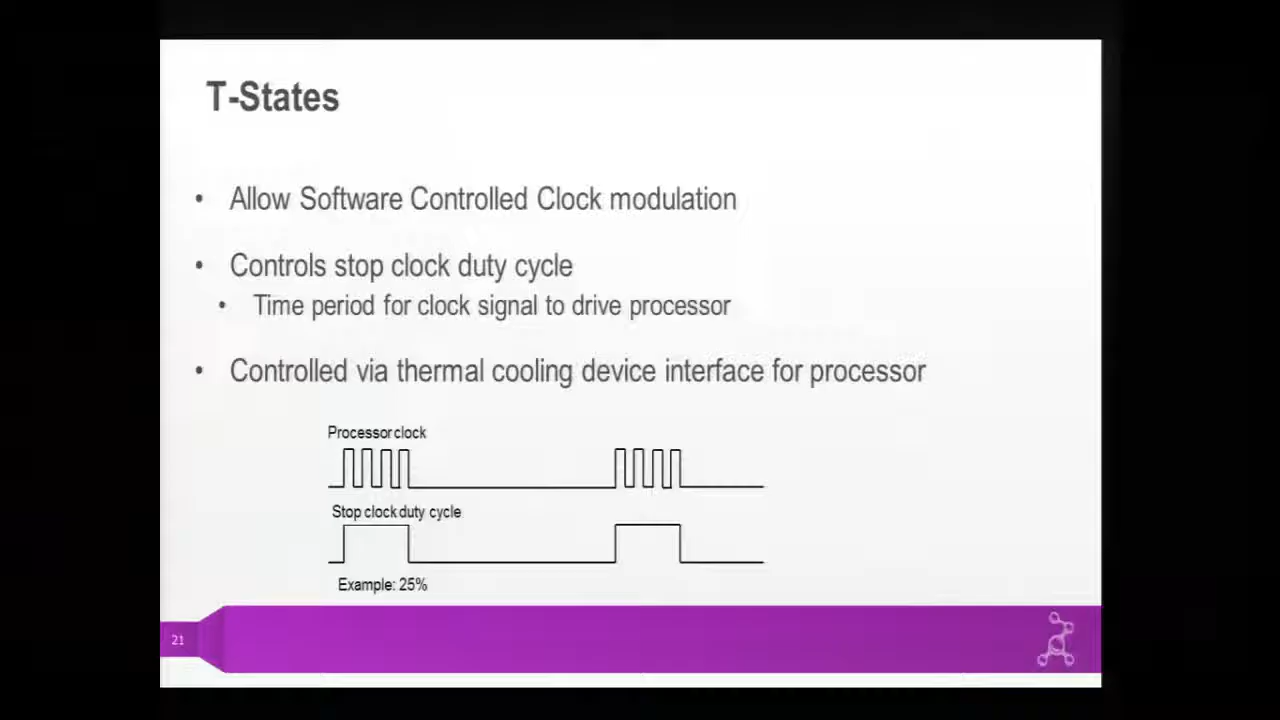 T-States
• Allow Software Controlled Clock modulation
• Controls stop clock duty cycle
• Time period for clock signal to drive processor
• Controlled via thermal cooling device interface for processor
Processor clock
Stop clock duty cycle
Example: 25%
21